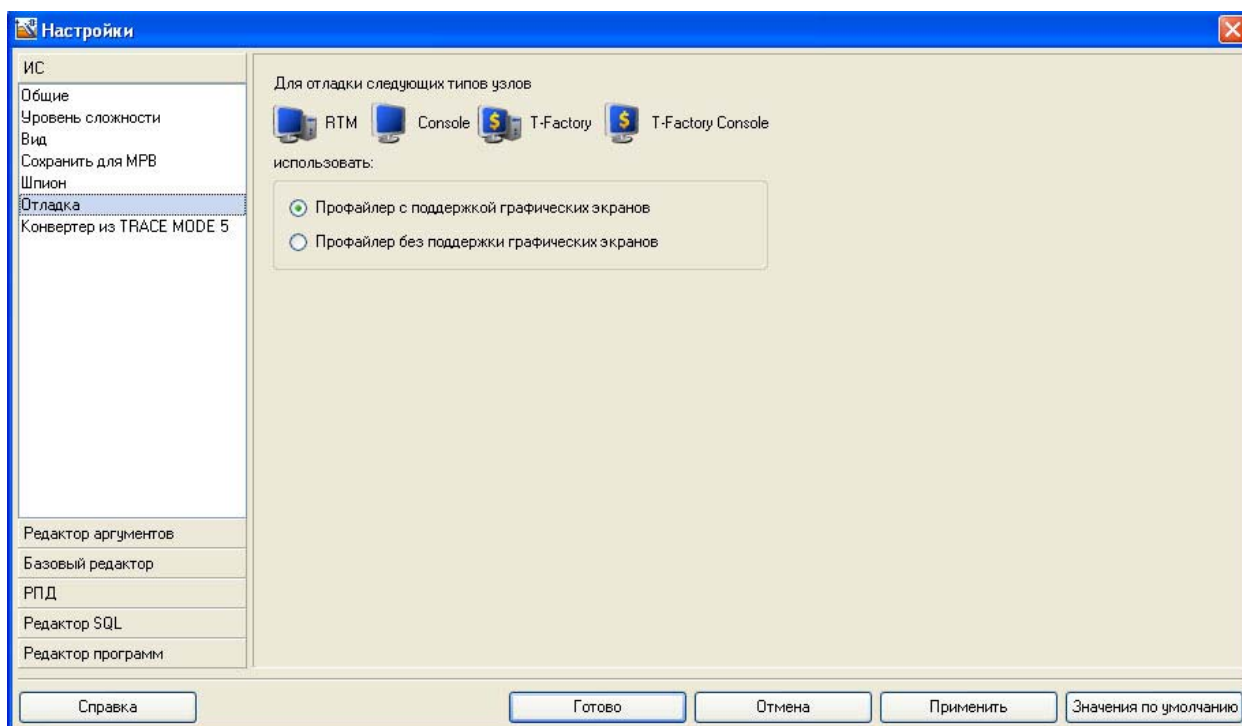 Настройки
ИС
Общие
Уровень сложности
Вид
Сохранить для МРВ
Шпион
Отладка
Конвертер из TRACE MODE 5
Редактор аргументов
Базовый редактор
РПД
Редактор SQL
Редактор программ
Для отладки следующих типов узлов
RTM Console T-Factory T-Factory Console
использовать:
Профайлер с поддержкой графических экранов
Профайлер без поддержки графических экранов
Справка Готово Отмена Применить Значения по умолчанию